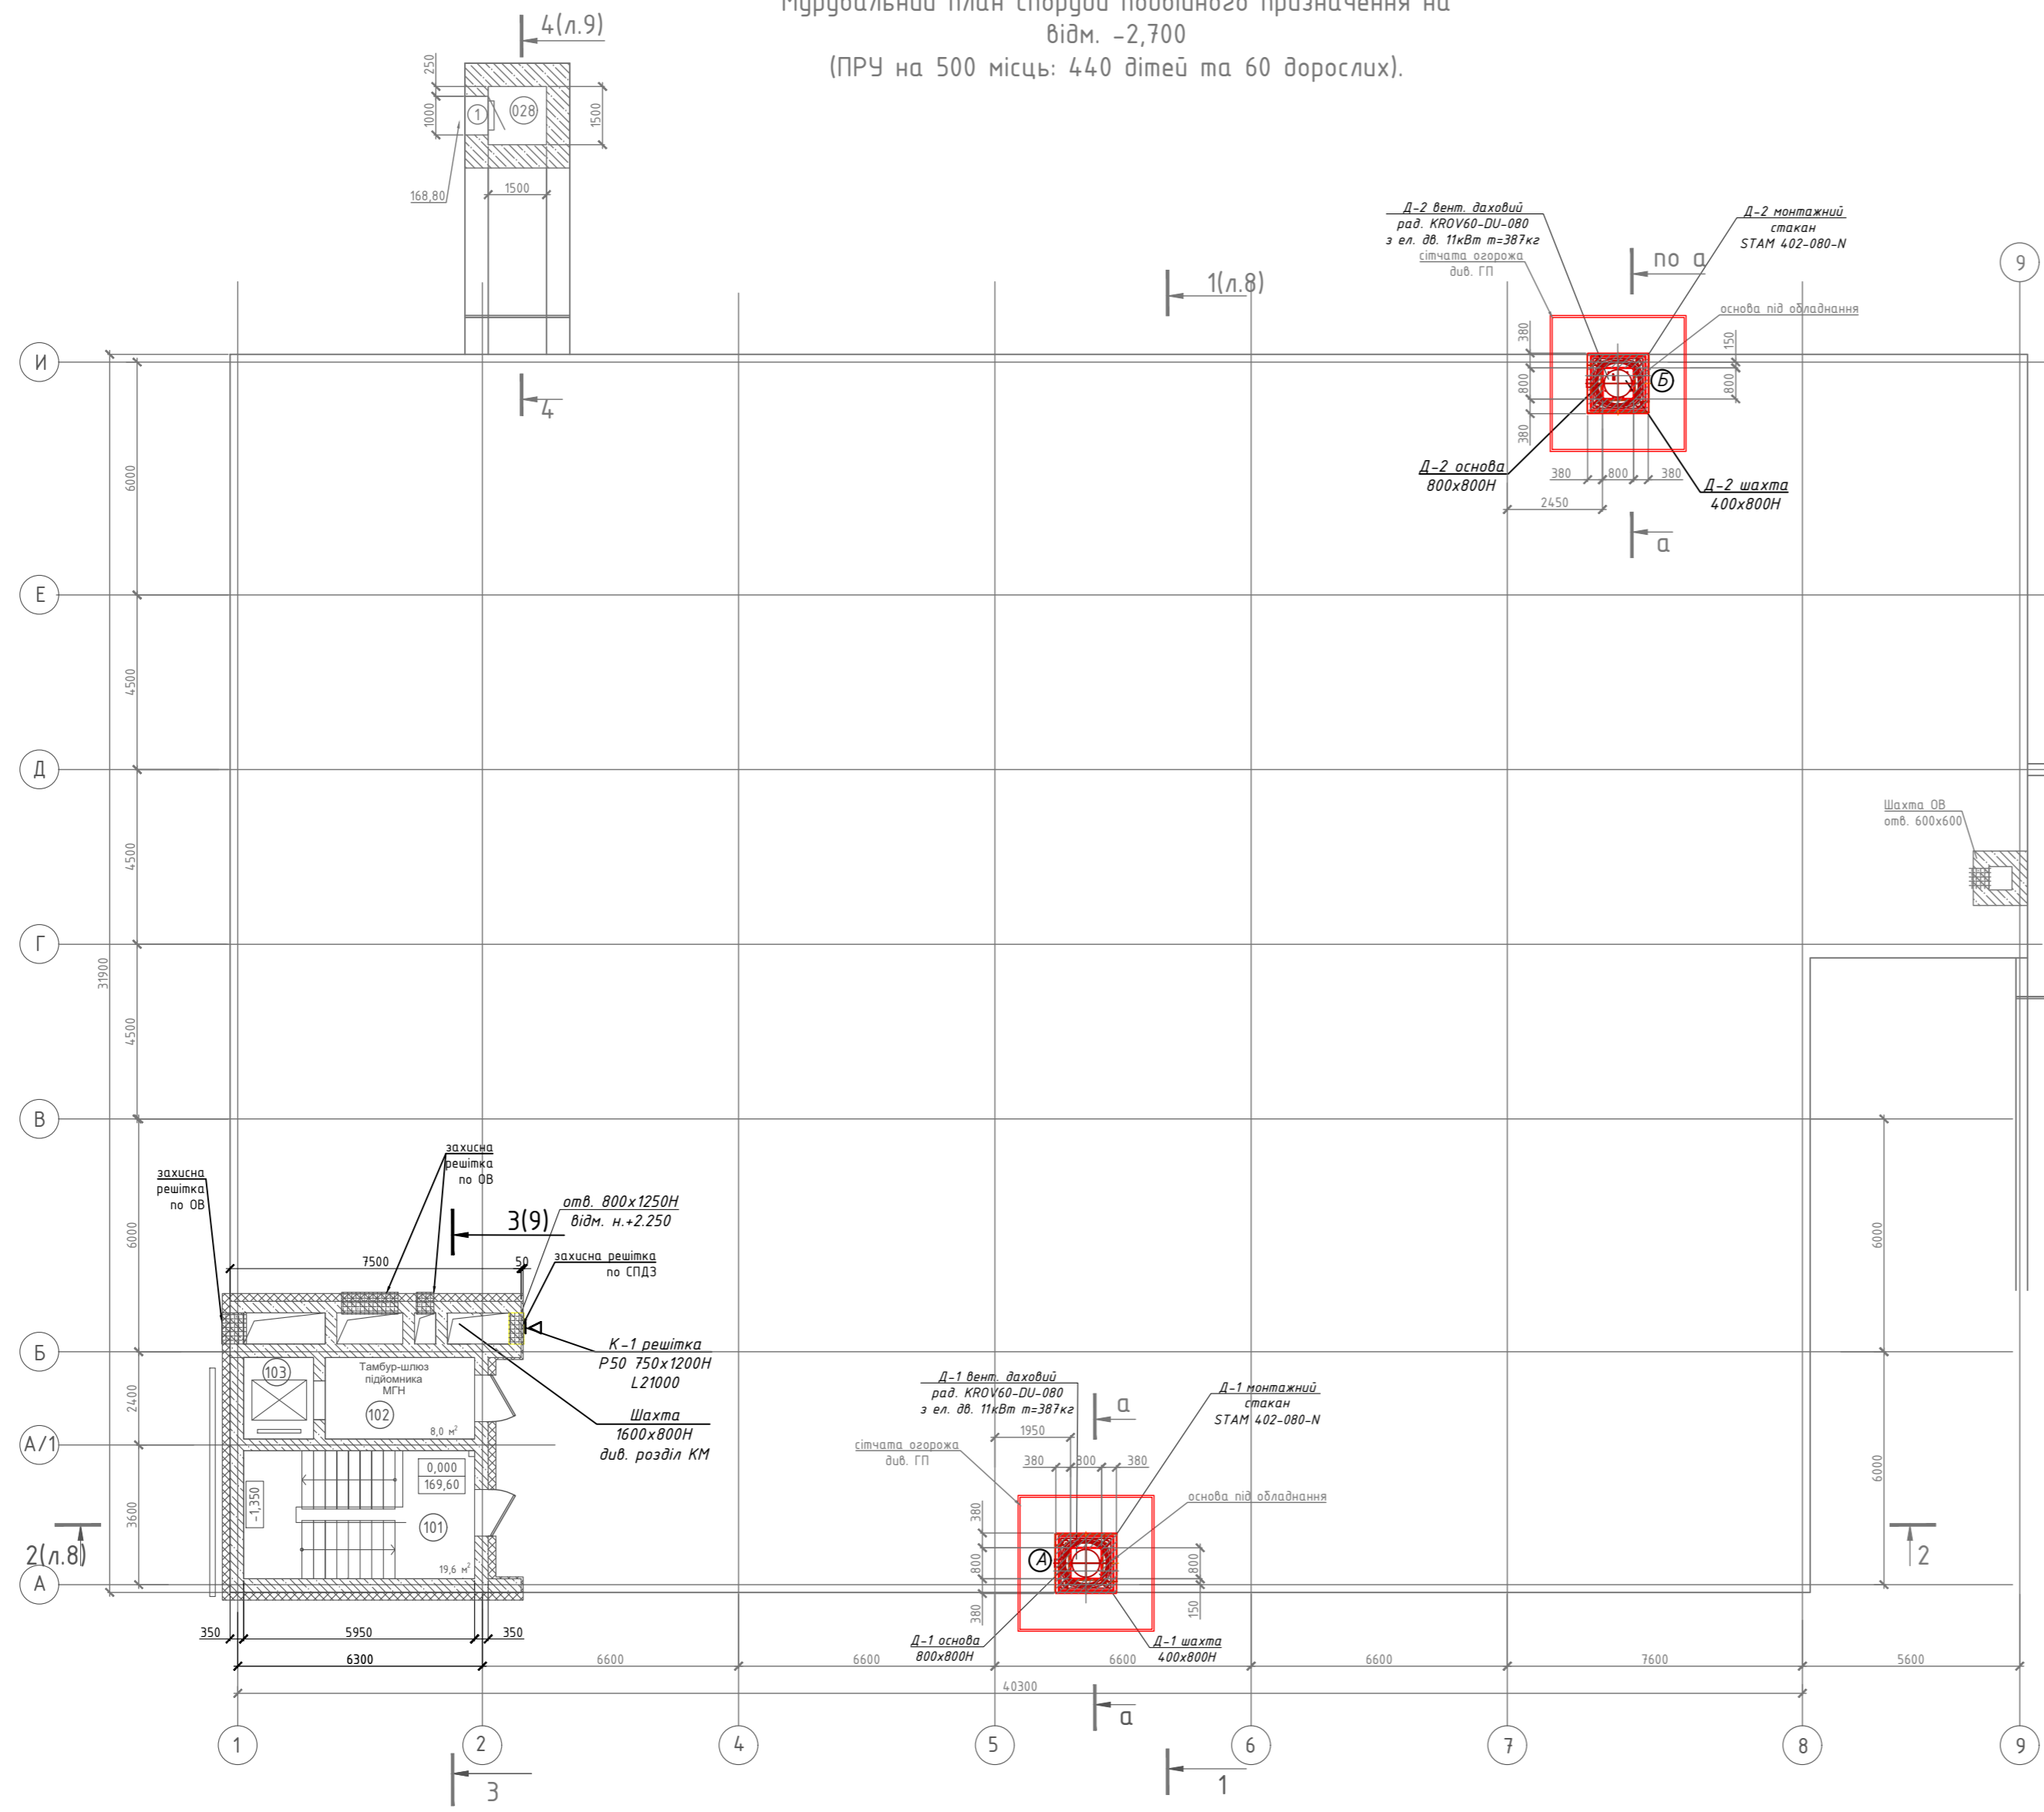 Мурувальний план споруди подвійного призначення на
відм. -2,700
(ПРУ на 500 місць: 440 дітей та 60 дорослих).
4(л.9)
250
1000
1
028
1500
1500
168,80
4
1(л.8)
Д-2 вент. даховий
рад. KROV60-DU-080
з ел. дв. 11кВт m=387кг
сітчата огорожа
див. ГП
Д-2 монтажний
стакан
STAM 402-080-N
по а
9
основа під обладнання
380
800
380
150
800
Б
Д-2 основа
800х800Н
380
800
380
2450
Д-2 шахта
400х800Н
а
И
Е
Д
Г
В
Б
А/1
А
6000
4500
4500
4500
31900
6000
2400
3600
Шахта ОВ
отв. 600х600
захисна
решітка
по ОВ
захисна
решітка
по ОВ
3(9)
отв. 800х1250Н
відм. н.+2.250
7500
50
захисна решітка
по СПДЗ
К-1 решітка
Р50 750х1200Н
L21000
Шахта
1600х800Н
див. розділ КМ
103
Тамбур-шлюз
підйомника
МГН
102
8,0 м²
0,000
169,60
-1,350
101
19,6 м²
2(л.8)
350
5950
350
6300
6600
6600
6600
6600
7600
5600
40300
Д-1 вент. даховий
рад. KROV60-DU-080
з ел. дв. 11кВт m=387кг
а
Д-1 монтажний
стакан
STAM 402-080-N
1950
сітчата огорожа
див. ГП
380
800
380
основа під обладнання
380
800
380
А
800
150
Д-1 основа
800х800Н
Д-1 шахта
400х800Н
а
6000
6000
2
1
2
4
5
6
7
8
9
3
1